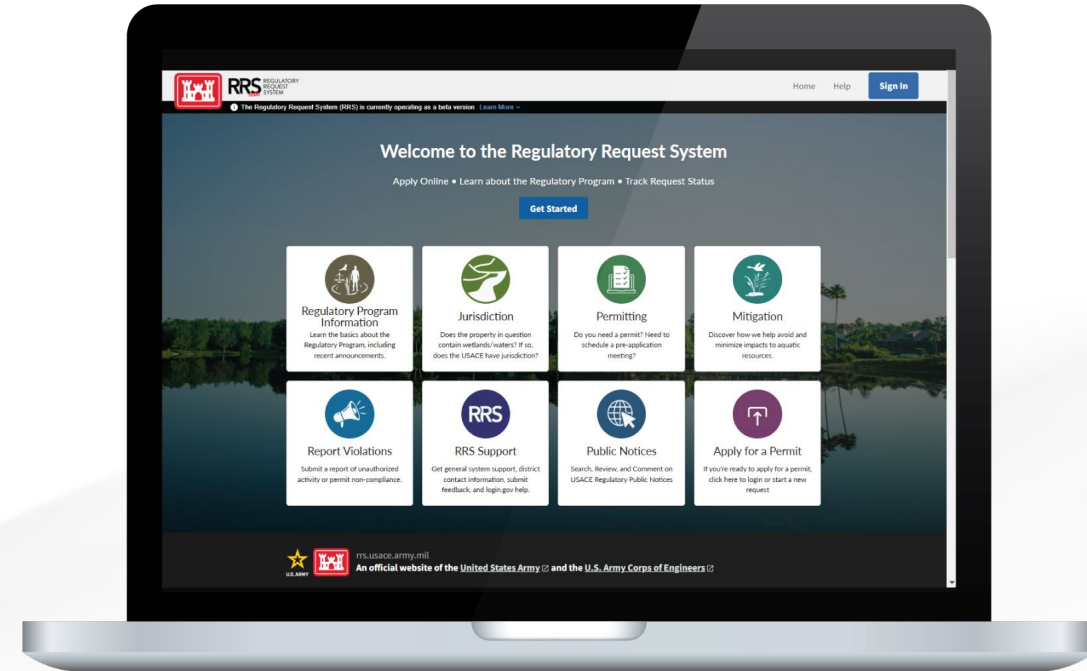 RRS REGULATORY
REQUEST
SYSTEM
Home Help Sign In
The Regulatory Request System (RRS) is currently operating as a beta version Learn More
Welcome to the Regulatory Request System
Apply Online • Learn about the Regulatory Program • Track Request Status
Get Started
Regulatory Program
Information
Learn the basics about the
Regulatory Program, including
recent announcements.
Jurisdiction
Does the property in question
contain wetlands/waters? If so,
does the USACE have jurisdiction?
Permitting
Do you need a permit? Need to
schedule a pre-application
meeting?
Mitigation
Discover how we help avoid and
minimize impacts to aquatic
resources.
Report Violations
Submit a report of unauthorized
activity or permit non-compliance.
RRS
RRS Support
Get general system support, district
contact information, submit
feedback, and login.gov help.
Public Notices
Search, Review, and Comment on
USACE Regulatory Public Notices
Apply for a Permit
If you're ready to apply for a permit,
click here to login or start a new
request
U.S. ARMY
rrs.usace.army.mil
An official website of the United States Army and the U.S. Army Corps of Engineers